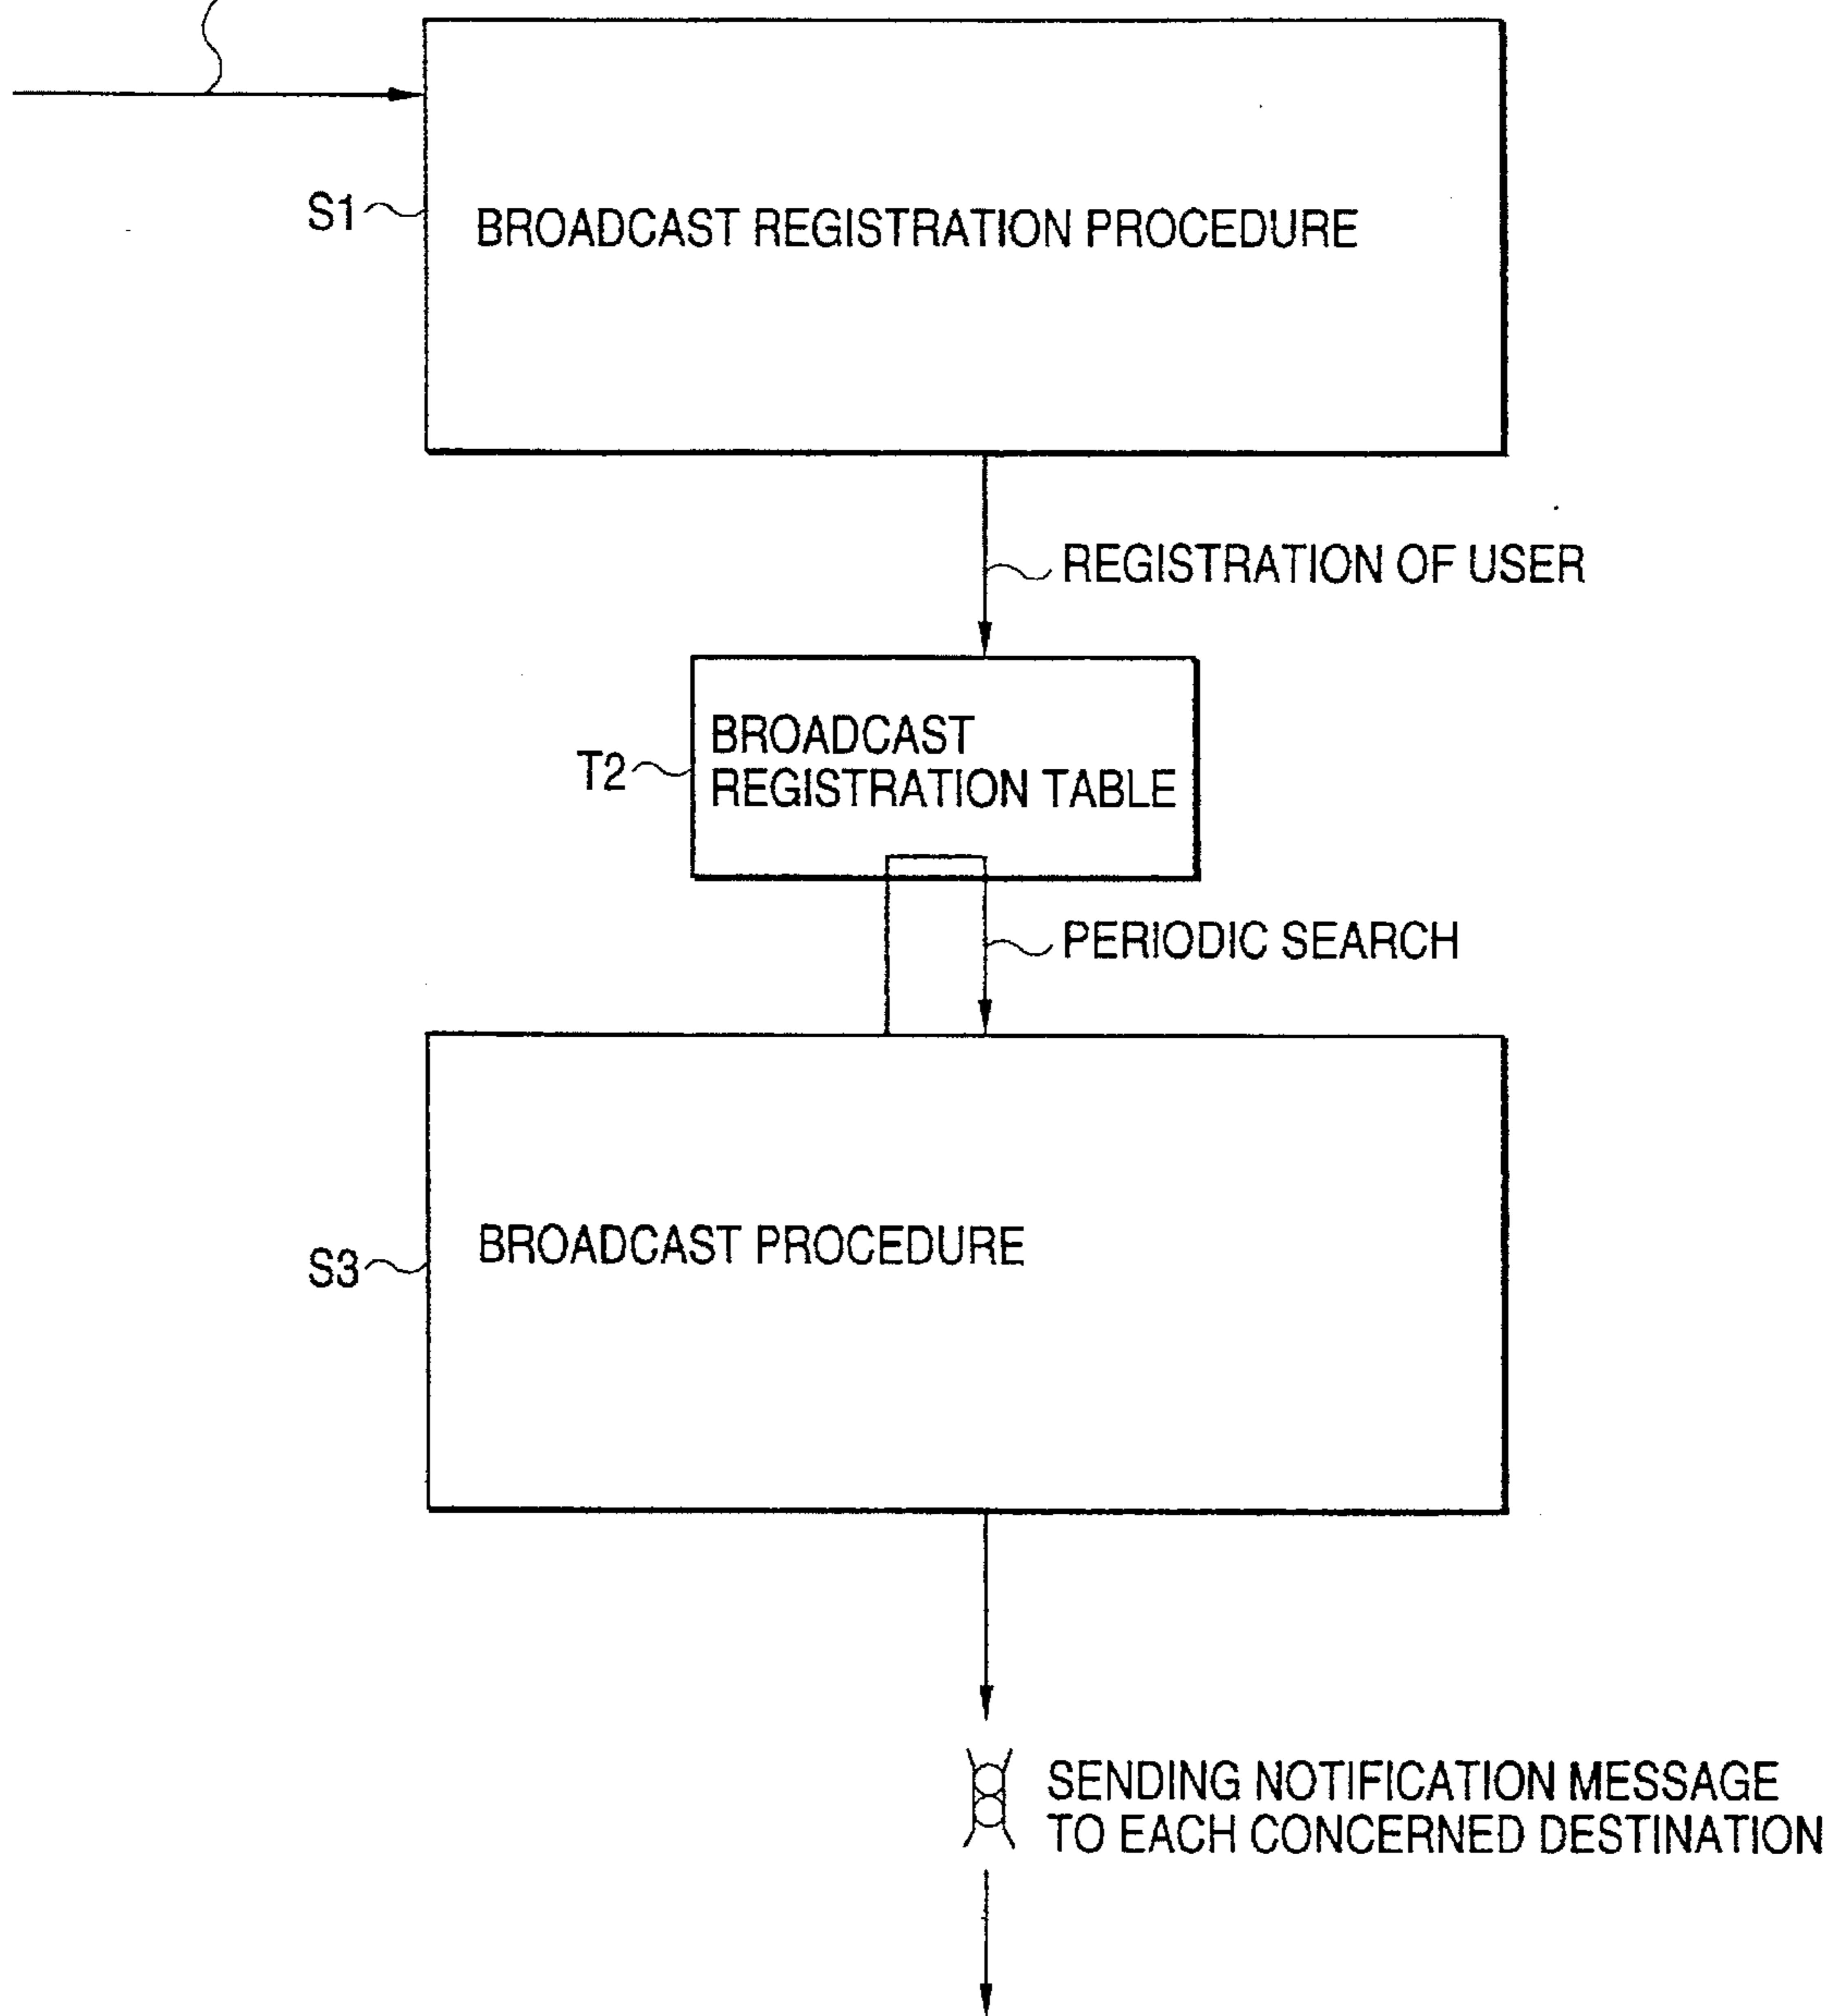 S1
BROADCAST REGISTRATION PROCEDURE
REGISTRATION OF USER
T2
BROADCAST
REGISTRATION TABLE
PERIODIC SEARCH
S3
BROADCAST PROCEDURE
SENDING NOTIFICATION MESSAGE
TO EACH CONCERNED DESTINATION